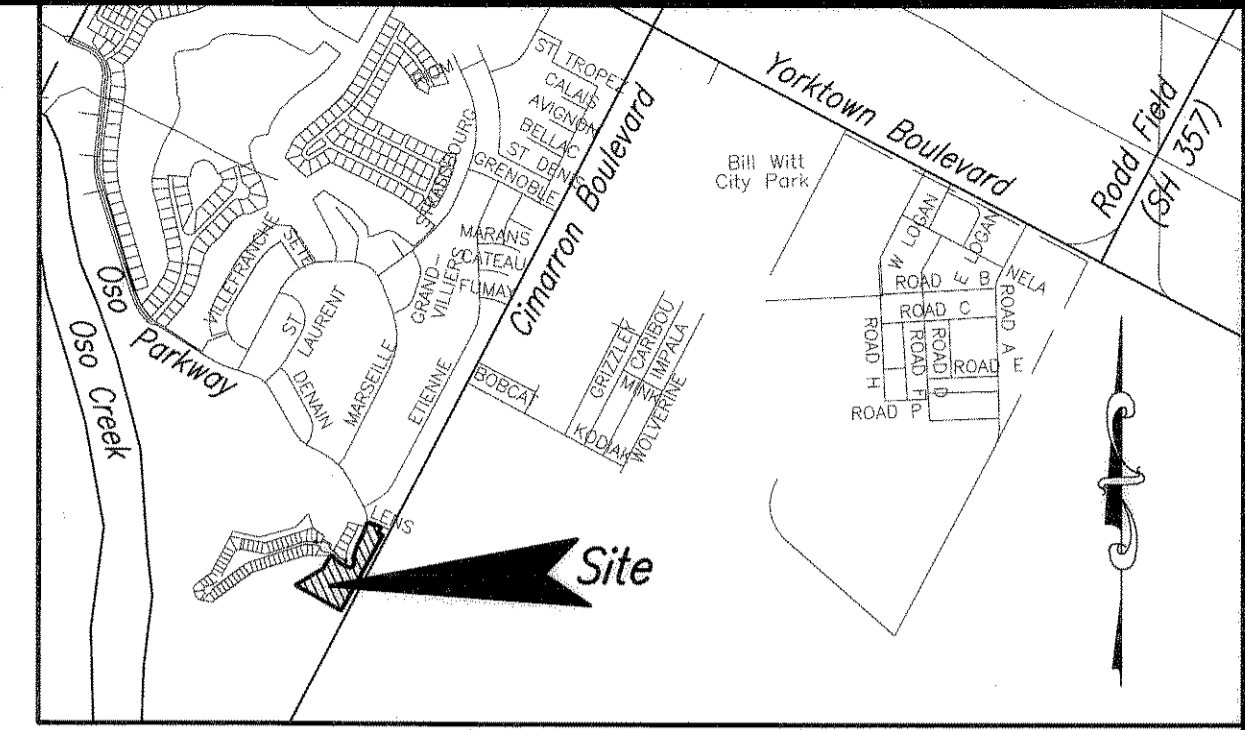 ST TROPEZ
CALAIS
AVIGNON
BELLAC
ST DENIS
GRENOBILE
STRASBOURG
MARANS
CATEAU
FUMAY
GRAND-
VILLIERS
SETE
VILLEFRANCHE
ST
LAURENT
DENAIN
MARSEILLE
ETIENNE
LENS
Oso
Parkway
Oso Creek
Cimarron Boulevard
Yorktown Boulevard
Rodd Field
(SH 357)
Bill Witt
City Park
W LOGAN
E LOGAN
NELA
ROAD B
ROAD C
ROAD A
ROAD H
ROAD F
ROAD D
ROAD E
ROAD P
BOBCAT
GRIZZLEY
CARIBOU
MINK
IMPALA
WOLVERINE
KODIAK
Site